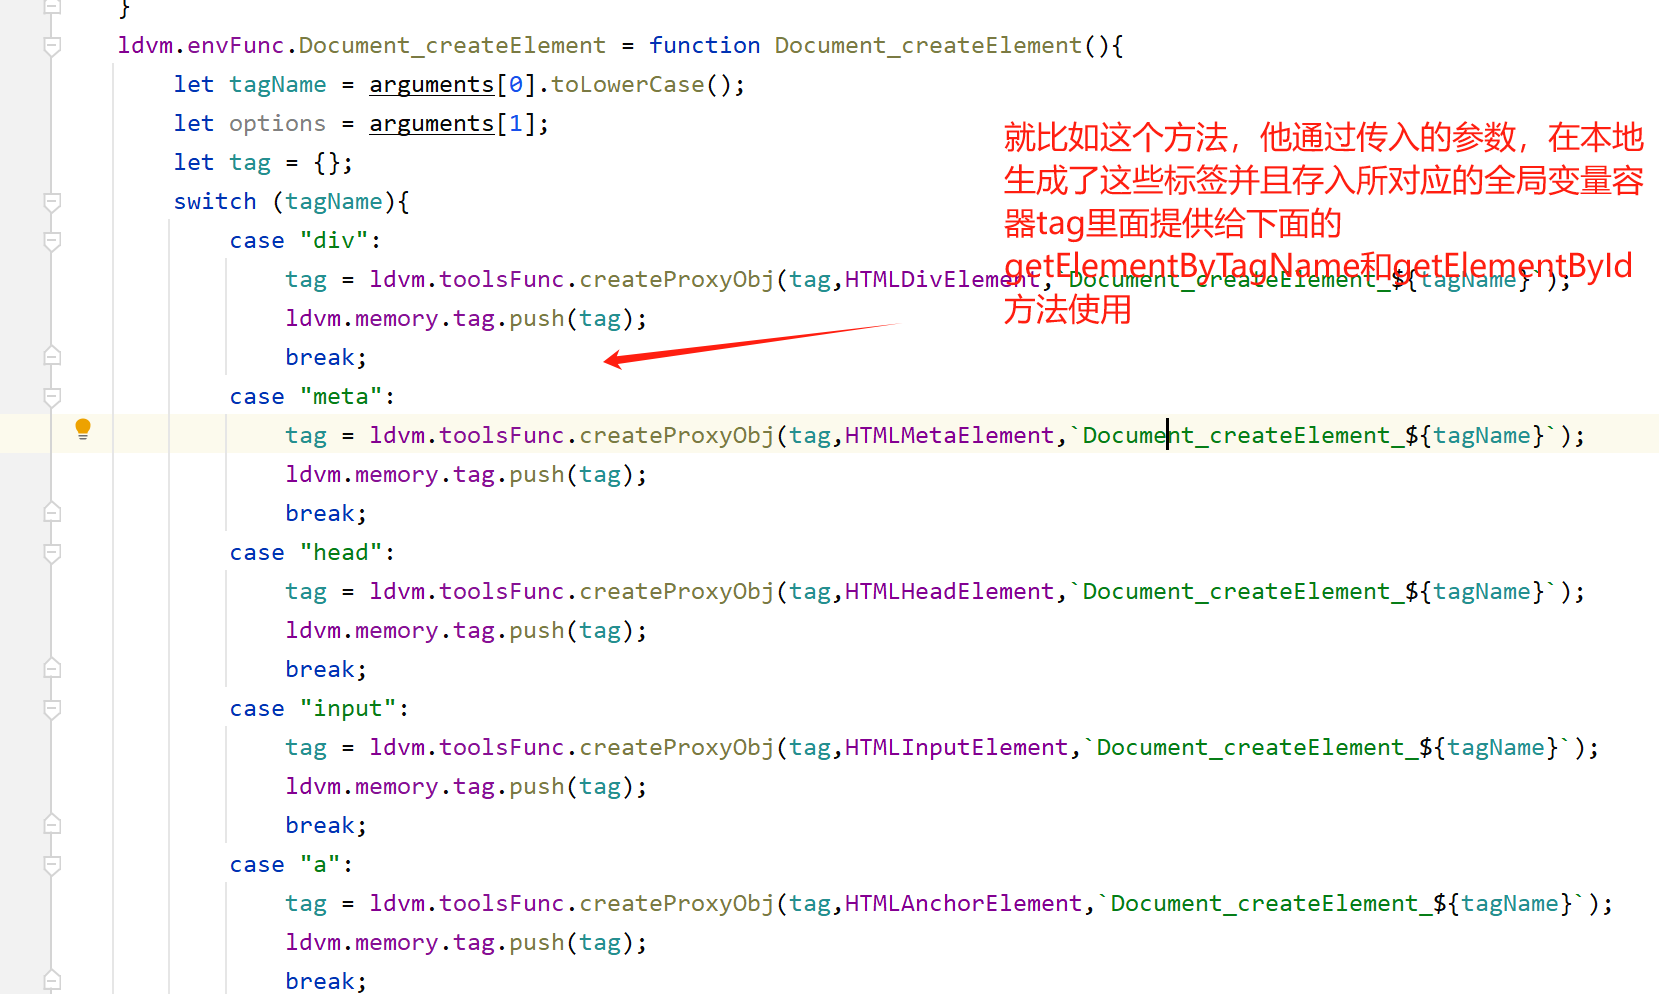 }
ldvm.envFunc.Document_createElement = function Document_createElement(){
let tagName = arguments[0].toLowerCase();
let options = arguments[1];
let tag = {};
switch (tagName){
case "div":
tag = ldvm.toolsFunc.createProxyObj(tag,HTMLDivElement,`Document_createElement_${tagName}`);
ldvm.memory.tag.push(tag);
break;
case "meta":
tag = ldvm.toolsFunc.createProxyObj(tag,HTMLMetaElement,`Document_createElement_${tagName}`);
ldvm.memory.tag.push(tag);
break;
case "head":
tag = ldvm.toolsFunc.createProxyObj(tag,HTMLHeadElement,`Document_createElement_${tagName}`);
ldvm.memory.tag.push(tag);
break;
case "input":
tag = ldvm.toolsFunc.createProxyObj(tag,HTMLInputElement,`Document_createElement_${tagName}`);
ldvm.memory.tag.push(tag);
break;
case "a":
tag = ldvm.toolsFunc.createProxyObj(tag,HTMLAnchorElement,`Document_createElement_${tagName}`);
ldvm.memory.tag.push(tag);
break;
就比如这个方法，他通过传入的参数，在本地
生成了这些标签并且存入所对应的全局变量容
器tag里面提供给下面的
getElementByTagName和getElementById
方法使用